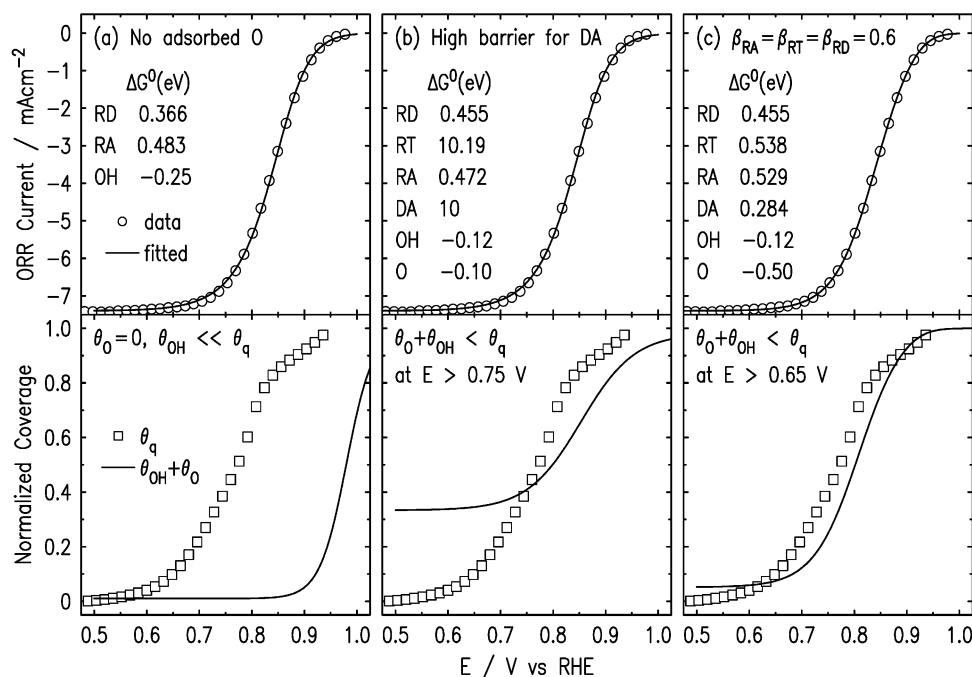 ORR Current / mAcm⁻²
0
-1
-2
-3
-4
-5
-6
-7
(a) No adsorbed O
ΔG⁰(eV)
RD 0.366
RA 0.483
OH −0.25
data
fitted
(b) High barrier for DA
ΔG⁰(eV)
RD 0.455
RT 10.19
RA 0.472
DA 10
OH −0.12
O −0.10
(c) β_RA = β_RT = β_RD = 0.6
ΔG⁰(eV)
RD 0.455
RT 0.538
RA 0.529
DA 0.284
OH −0.12
O −0.50
Normalized Coverage
1.0
0.8
0.6
0.4
0.2
0
θ_O=0, θ_OH << θ_q
θ_q
θ_OH+θ_O
0.5 0.6 0.7 0.8 0.9 1.0
θ_O+θ_OH < θ_q
at E > 0.75 V
0.5 0.6 0.7 0.8 0.9 1.0
θ_O+θ_OH < θ_q
at E > 0.65 V
0.5 0.6 0.7 0.8 0.9 1.0
E / V vs RHE